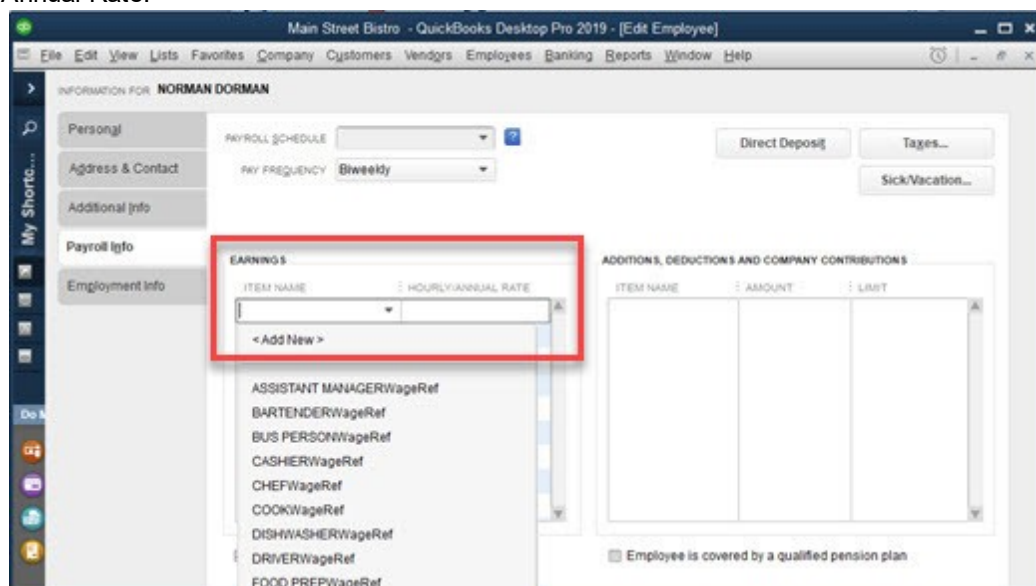 Annual Rate.
Main Street Bistro - QuickBooks Desktop Pro 2019 - [Edit Employee]
File Edit View Lists Favorites Company Customers Vendors Employees Banking Reports Window Help
INFORMATION FOR NORMAN DORMAN
My Shortc...
Personal
Address & Contact
Additional Info
Payroll Info
Employment Info
PAYROLL SCHEDULE ?
PAY FREQUENCY Biweekly
Direct Deposit
Taxes...
Sick/Vacation...
EARNINGS
ITEM NAME HOURLY/ANNUAL RATE
< Add New >
ASSISTANT MANAGERWageRef
BARTENDERWageRef
BUS PERSONWageRef
CASHIERWageRef
CHEFWageRef
COOKWageRef
DISHWASHERWageRef
DRIVERWageRef
FOOD PREPWageRef
ADDITIONS, DEDUCTIONS AND COMPANY CONTRIBUTIONS
ITEM NAME AMOUNT LIMIT
Employee is covered by a qualified pension plan